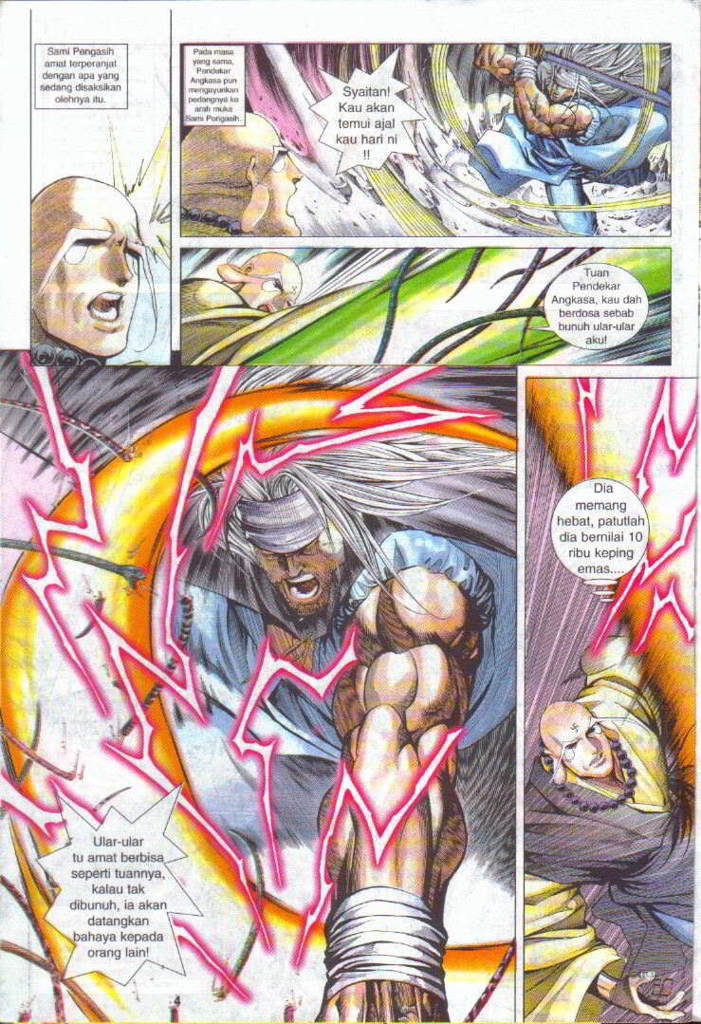 Sami Pengasih
amat terperanjat
dengan apa yang
sedang disaksikan
olehnya itu.
Pada masa
yang sama,
Pendekar
Angkasa pun
mengayunkan
pedangnya ke
arah muka
Sami Pengasih.
Syaitan!
Kau akan
temui ajal
kau hari ni
!!
Tuan
Pendekar
Angkasa, kau dah
berdosa sebab
bunuh ular-ular
aku!
Ular-ular
tu amat berbisa
seperti tuannya,
kalau tak
dibunuh, ia akan
datangkan
bahaya kepada
orang lain!
Dia
memang
hebat, patutlah
dia bernilai 10
ribu keping
emas....